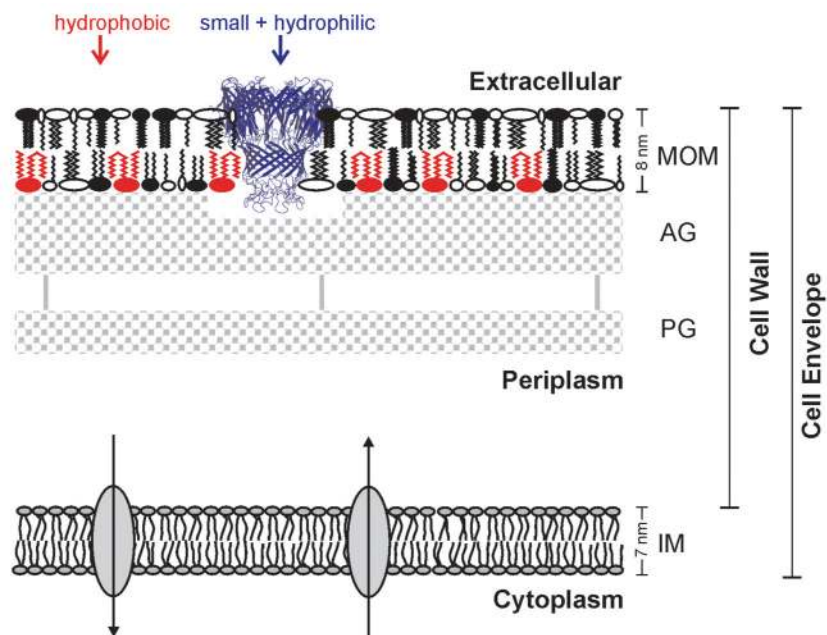 hydrophobic
small + hydrophilic
Extracellular
8 nm
MOM
AG
PG
Cell Wall
Cell Envelope
Periplasm
7 nm
IM
Cytoplasm